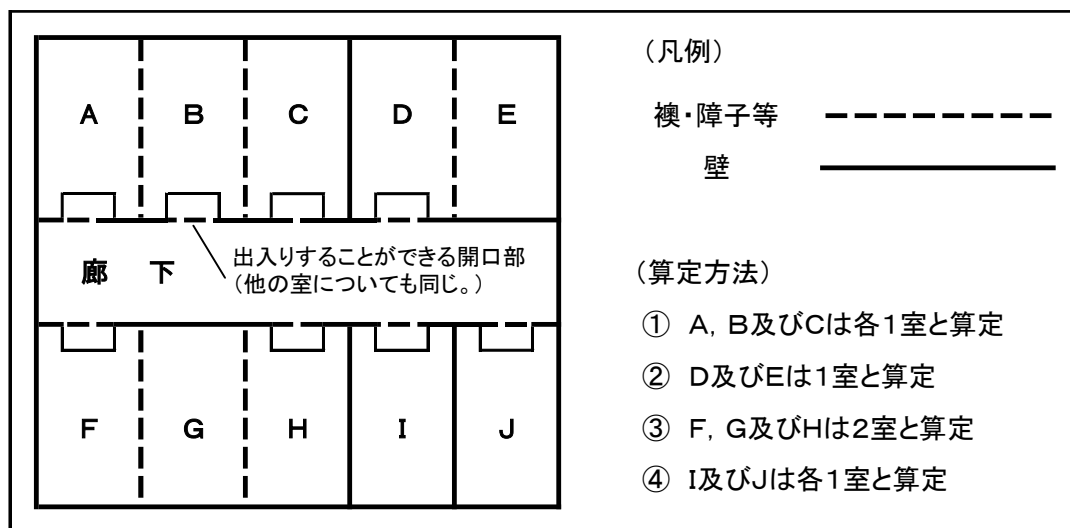 A B C D E
出入りすることができる開口部
(他の室についても同じ。)
廊 下
F G H I J
(凡例)
襖・障子等
壁
(算定方法)
① A, B及びCは各1室と算定
② D及びEは1室と算定
③ F, G及びHは2室と算定
④ I及びJは各1室と算定